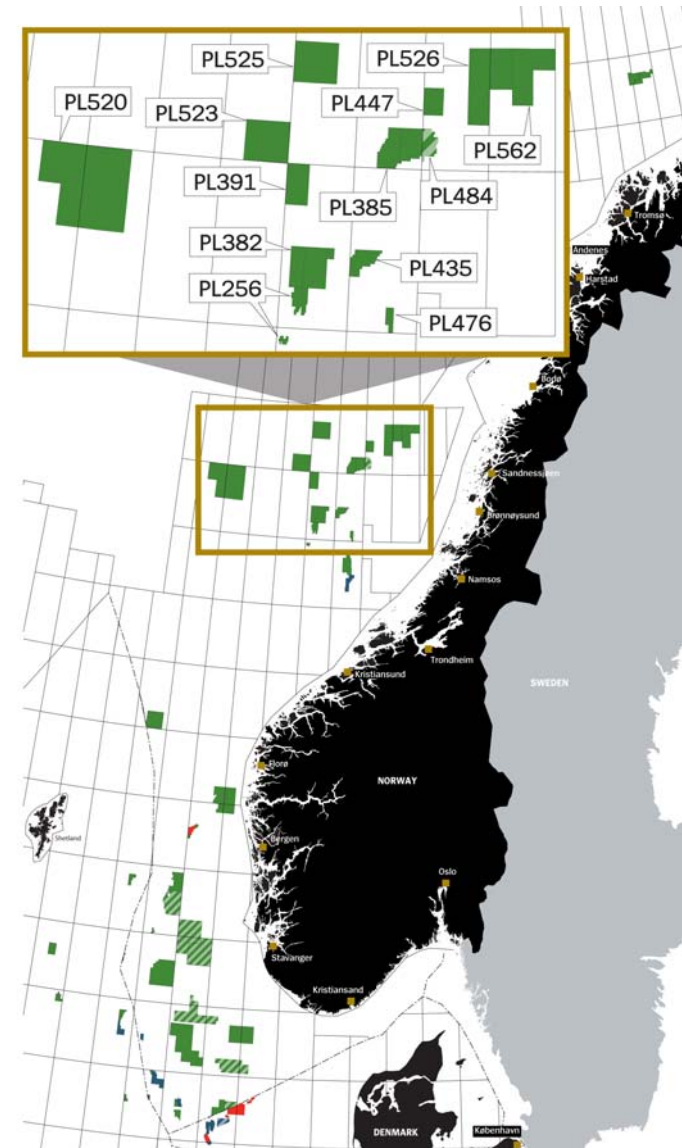 PL525
PL526
PL520
PL523
PL447
PL562
PL391
PL385
PL484
PL382
PL435
PL256
PL476
Tromsø
Andenes
Harstad
Bodø
Sandnessjøen
Brønnøysund
Namsos
Trondheim
Kristiansund
SWEDEN
Florø
NORWAY
Shetland
Bergen
Oslo
Stavanger
Kristiansand
København
DENMARK